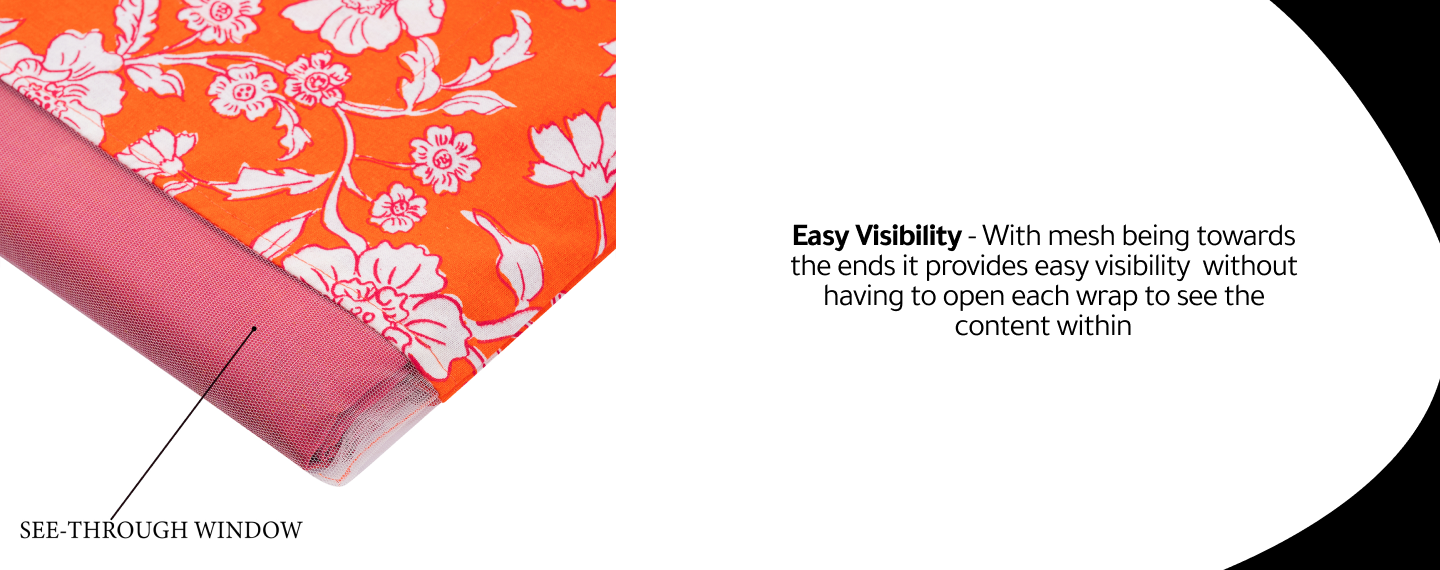 Easy Visibility - With mesh being towards
the ends it provides easy visibility  without
having to open each wrap to see the
content within
SEE-THROUGH WINDOW